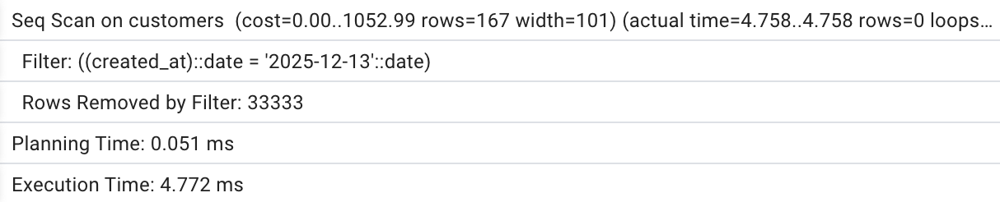 Seq Scan on customers (cost=0.00..1052.99 rows=167 width=101) (actual time=4.758..4.758 rows=0 loops...
Filter: ((created_at)::date = '2025-12-13'::date)
Rows Removed by Filter: 33333
Planning Time: 0.051 ms
Execution Time: 4.772 ms